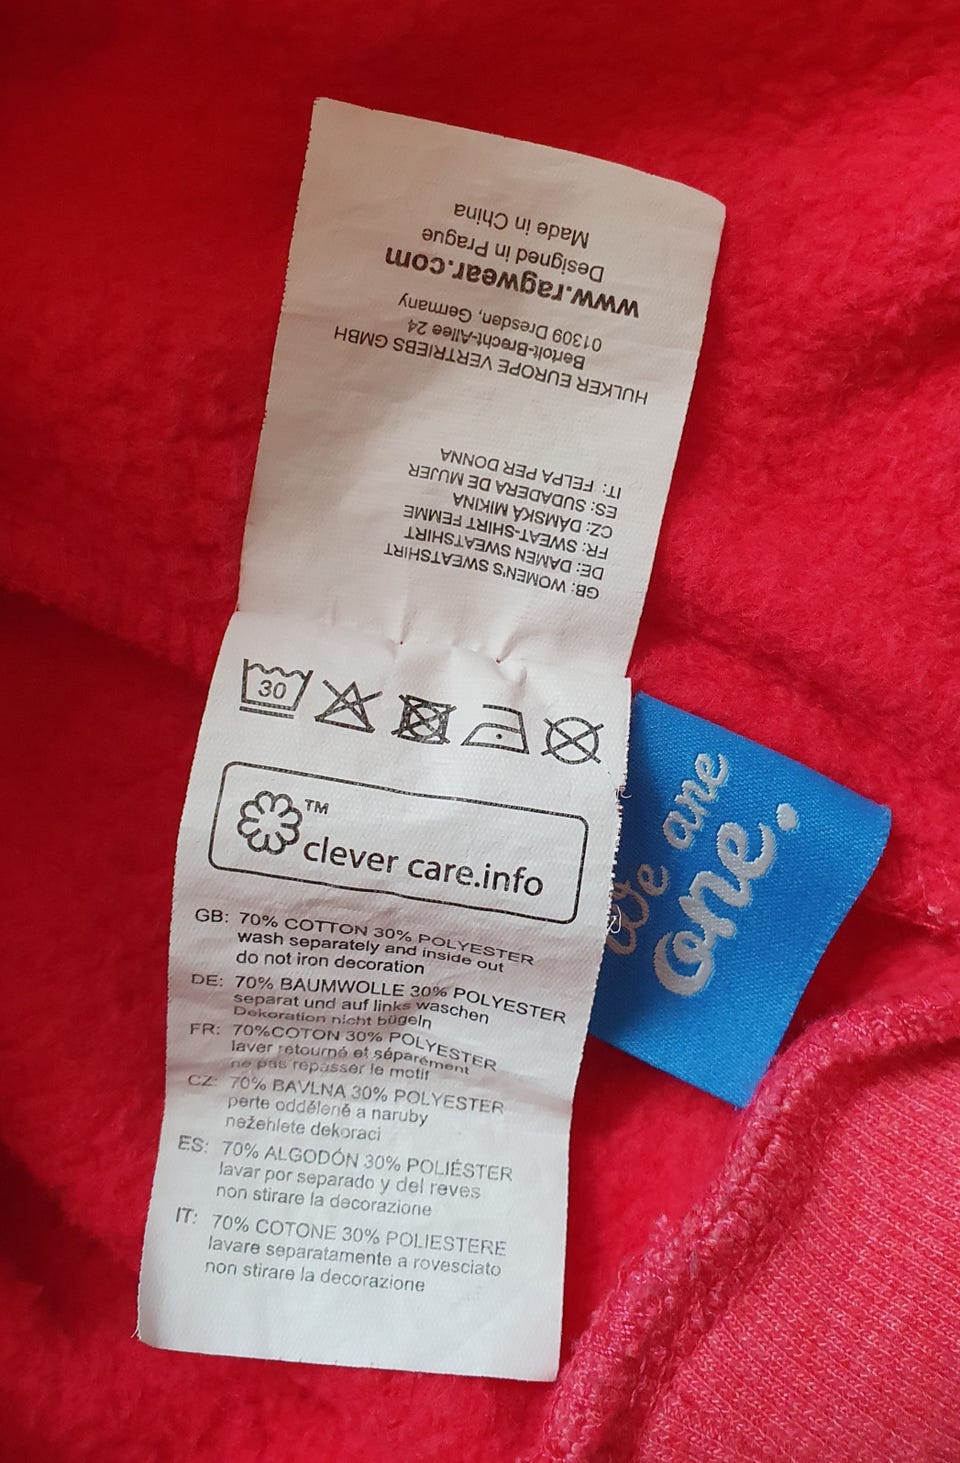 Made in China
Designed in Prague
www.ragwear.com
01309 Dresden, Germany
Bertolt-Brecht-Allee 24
HULKER EUROPE VERTRIEBS GMBH
IT: FELPA PER DONNA
ES: SUDADERA DE MUJER
CZ: DÁMSKÁ MIKINA
FR: SWEAT-SHIRT FEMME
DE: DAMEN SWEATSHIRT
GB: WOMEN'S SWEATSHIRT
30
TM
clever care.info
GB: 70% COTTON 30% POLYESTER
wash separately and inside out
do not iron decoration
DE: 70% BAUMWOLLE 30% POLYESTER
separat und auf links waschen
Dekoration nicht bügeln
FR: 70%COTON 30% POLYESTER
laver retourné et séparément
ne pas repasser le motif
CZ: 70% BAVLNA 30% POLYESTER
perte odděleně a naruby
nežehlete dekoraci
ES: 70% ALGODÓN 30% POLIÉSTER
lavar por separado y del reves
non stirare la decorazione
IT: 70% COTONE 30% POLIESTERE
lavare separatamente a rovesciato
non stirare la decorazione
We are
one.